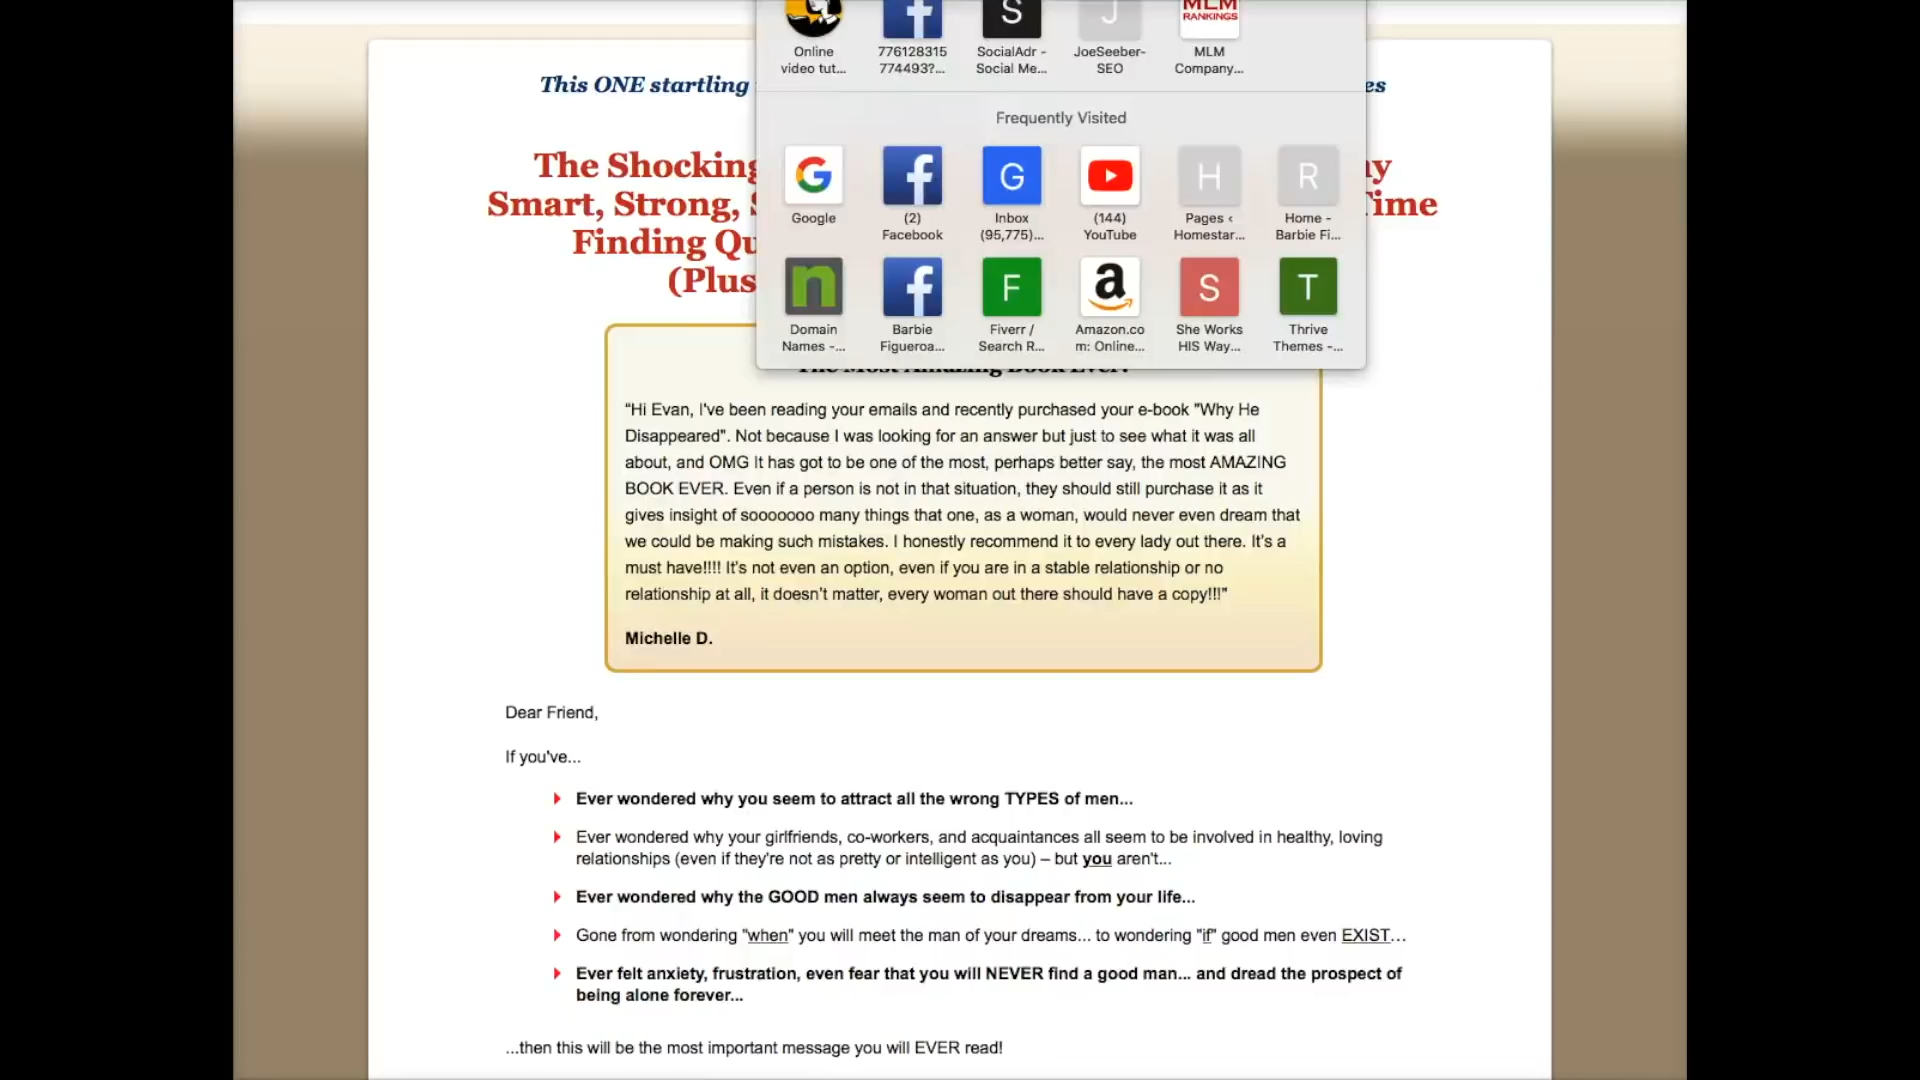 MLM
RANKINGS
S
J
Online
video tut...
776128315
774493?...
SocialAdr -
Social Me...
JoeSeeber-
SEO
MLM
Company...
This ONE startling
es
Frequently Visited
The Shocking
Smart, Strong,
Time
Finding
(Plus
G
f
G
H
R
Google
(2)
Facebook
Inbox
(95,775)...
(144)
YouTube
Pages ‹
Homestar...
Home -
Barbie Fi...
n
f
F
a
S
T
Domain
Names -...
Barbie
Figueroa...
Fiverr /
Search R...
Amazon.co
m: Online...
She Works
HIS Way...
Thrive
Themes -...
The Most Amazing Book Ever!
“Hi Evan, I've been reading your emails and recently purchased your e-book "Why He
Disappeared". Not because I was looking for an answer but just to see what it was all
about, and OMG It has got to be one of the most, perhaps better say, the most AMAZING
BOOK EVER. Even if a person is not in that situation, they should still purchase it as it
gives insight of sooooooo many things that one, as a woman, would never even dream that
we could be making such mistakes. I honestly recommend it to every lady out there. It's a
must have!!!! It's not even an option, even if you are in a stable relationship or no
relationship at all, it doesn't matter, every woman out there should have a copy!!!”
Michelle D.
Dear Friend,
If you've...
Ever wondered why you seem to attract all the wrong TYPES of men...
Ever wondered why your girlfriends, co-workers, and acquaintances all seem to be involved in healthy, loving
relationships (even if they're not as pretty or intelligent as you) – but you aren't...
Ever wondered why the GOOD men always seem to disappear from your life...
Gone from wondering "when" you will meet the man of your dreams... to wondering "if" good men even EXIST...
Ever felt anxiety, frustration, even fear that you will NEVER find a good man... and dread the prospect of
being alone forever...
...then this will be the most important message you will EVER read!